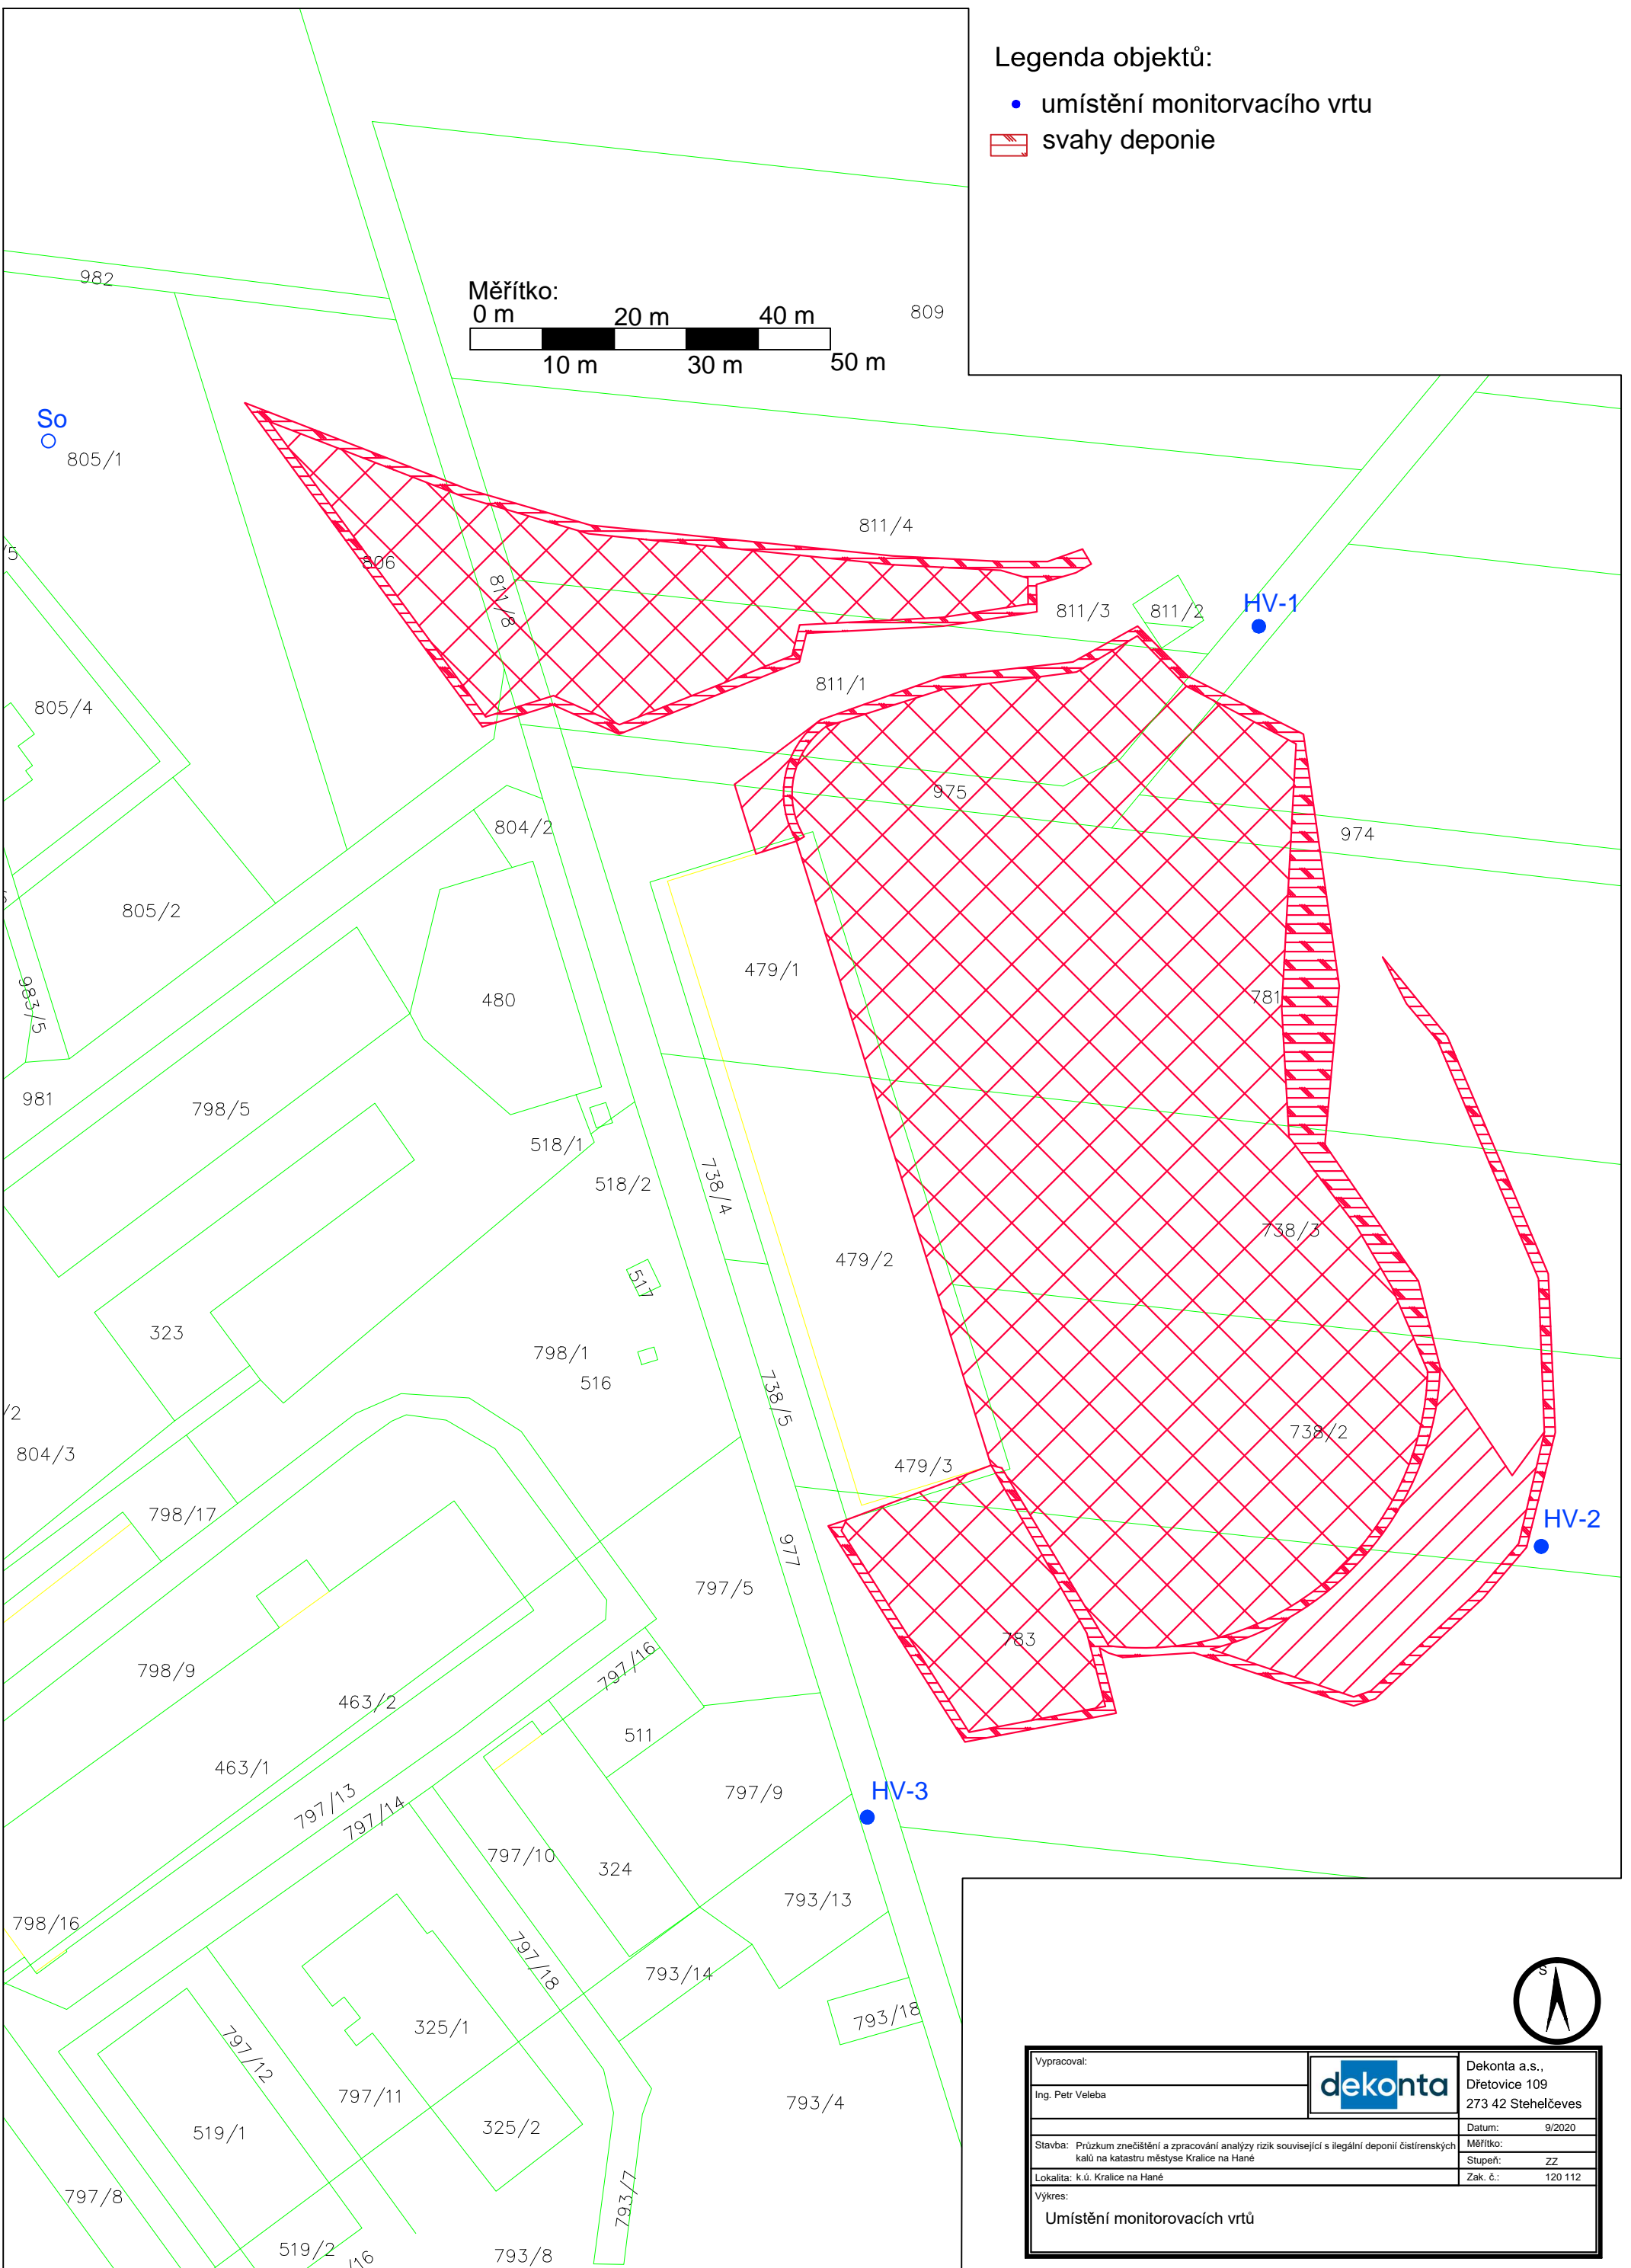 Legenda objektů:
umístění monitorvacího vrtu
svahy deponie
982
Měřítko:
0 m 20 m 40 m
10 m 30 m 50 m
809
So
805/1
811/4
/5
806
811/8
811/3
811/2
HV-1
811/1
805/4
975
974
804/2
805/2
479/1
781
983/5
480
981
798/5
518/1
518/2
738/4
738/3
479/2
517
323
798/1
516
738/5
738/2
/2
804/3
479/3
798/17
HV-2
977
797/5
783
798/9
797/16
463/2
511
463/1
797/13
797/14
797/9
HV-3
797/10
324
793/13
798/16
797/18
793/14
793/18
325/1
797/12
797/11
325/2
793/4
519/1
797/8
793/7
519/2
/16
793/8
S
Vypracoval:
Ing. Petr Veleba
dekonta
Dekonta a.s.,
Dřetovice 109
273 42 Stehelčeves
Datum: 9/2020
Stavba: Průzkum znečištění a zpracování analýzy rizik související s ilegální deponií čistírenských
kalů na katastru městyse Kralice na Hané
Měřítko:
Stupeň: ZZ
Lokalita: k.ú. Kralice na Hané
Zak. č.: 120 112
Výkres:
Umístění monitorovacích vrtů